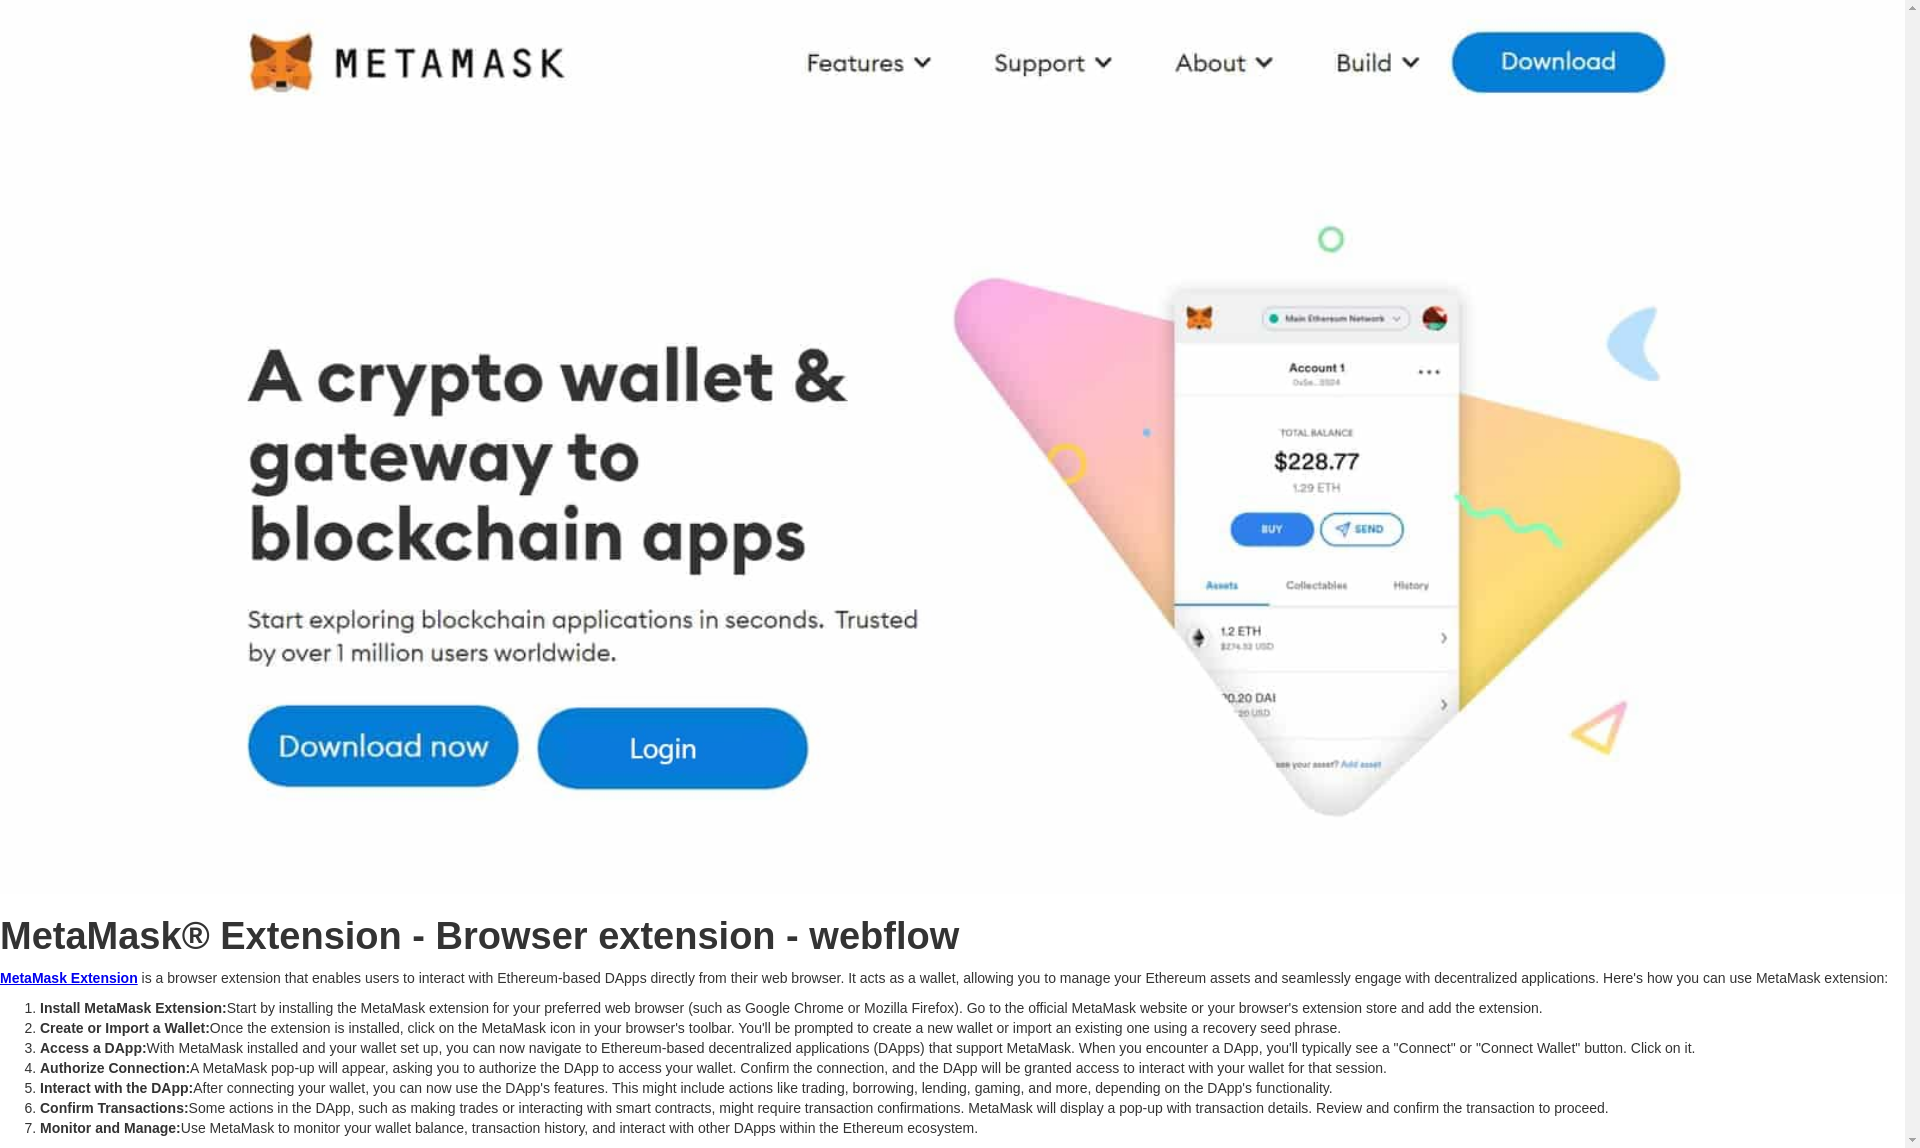 METAMASK
Features
Support
About
Build
Download
Main Ethereum Network
Account 1
TOTAL BALANCE
$228.77
1.29 ETH
BUY
SEND
Assets
Collectables
History
1.2 ETH
0.20 DAI
20 USD
see your asset? Add asset
A crypto wallet &
gateway to
blockchain apps
Start exploring blockchain applications in seconds. Trusted
by over 1 million users worldwide.
Download now
Login
MetaMask® Extension - Browser extension - webflow
MetaMask Extension is a browser extension that enables users to interact with Ethereum-based DApps directly from their web browser. It acts as a wallet, allowing you to manage your Ethereum assets and seamlessly engage with decentralized applications. Here's how you can use MetaMask extension:
1. Install MetaMask Extension:Start by installing the MetaMask extension for your preferred web browser (such as Google Chrome or Mozilla Firefox). Go to the official MetaMask website or your browser's extension store and add the extension.
2. Create or Import a Wallet:Once the extension is installed, click on the MetaMask icon in your browser's toolbar. You'll be prompted to create a new wallet or import an existing one using a recovery seed phrase.
3. Access a DApp:With MetaMask installed and your wallet set up, you can now navigate to Ethereum-based decentralized applications (DApps) that support MetaMask. When you encounter a DApp, you'll typically see a "Connect" or "Connect Wallet" button. Click on it.
4. Authorize Connection:A MetaMask pop-up will appear, asking you to authorize the DApp to access your wallet. Confirm the connection, and the DApp will be granted access to interact with your wallet for that session.
5. Interact with the DApp:After connecting your wallet, you can now use the DApp's features. This might include actions like trading, borrowing, lending, gaming, and more, depending on the DApp's functionality.
6. Confirm Transactions:Some actions in the DApp, such as making trades or interacting with smart contracts, might require transaction confirmations. MetaMask will display a pop-up with transaction details. Review and confirm the transaction to proceed.
7. Monitor and Manage:Use MetaMask to monitor your wallet balance, transaction history, and interact with other DApps within the Ethereum ecosystem.